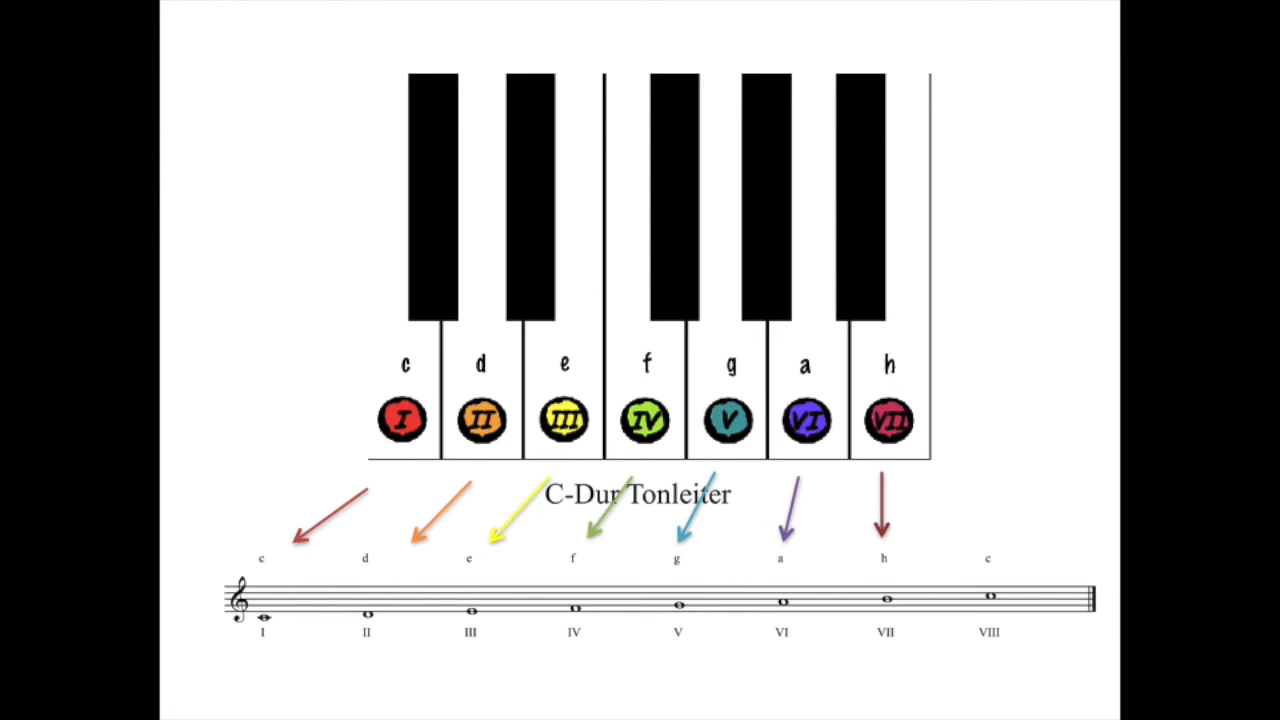 c d e f g a h
I II III IV V VI VII
C-Dur Tonleiter
c d e f g a h c
I II III IV V VI VII VIII